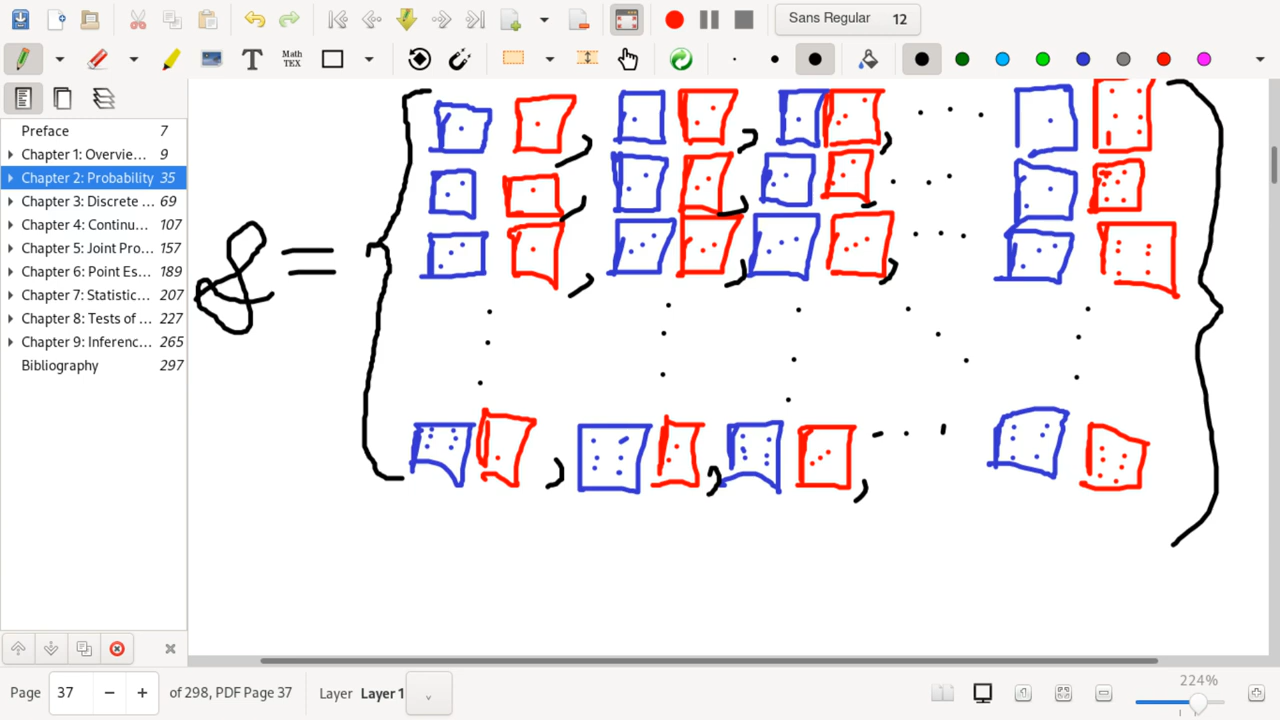 Sans Regular 12
T Math TEX
Preface 7
Chapter 1: Overvie... 9
Chapter 2: Probability 35
Chapter 3: Discrete ... 69
Chapter 4: Continu... 107
Chapter 5: Joint Pro... 157
Chapter 6: Point Es... 189
Chapter 7: Statistic... 207
Chapter 8: Tests of ... 227
Chapter 9: Inferenc... 265
Bibliography 297
S = {
, , , . . .
, , , . . .
, , , . . .
, , , . . .
}
Page 37 of 298, PDF Page 37 Layer Layer 1 224%